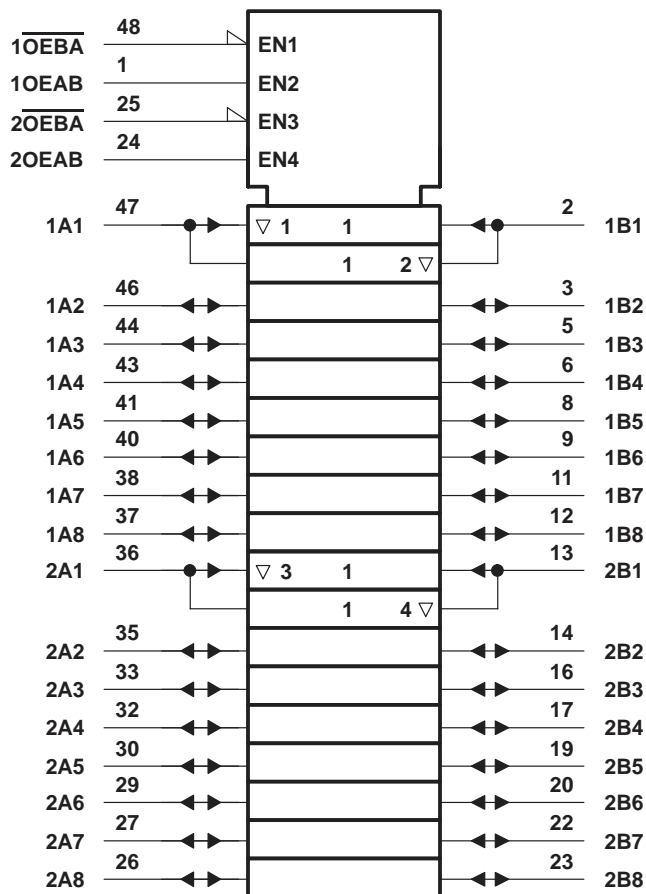 1O̅E̅B̅A̅ 48 EN1
1OEAB 1 EN2
2O̅E̅B̅A̅ 25 EN3
2OEAB 24 EN4
1A1 47 ▽ 1 1 2 1B1
1 2 ▽
1A2 46 3 1B2
1A3 44 5 1B3
1A4 43 6 1B4
1A5 41 8 1B5
1A6 40 9 1B6
1A7 38 11 1B7
1A8 37 12 1B8
2A1 36 ▽ 3 1 13 2B1
1 4 ▽
2A2 35 14 2B2
2A3 33 16 2B3
2A4 32 17 2B4
2A5 30 19 2B5
2A6 29 20 2B6
2A7 27 22 2B7
2A8 26 23 2B8